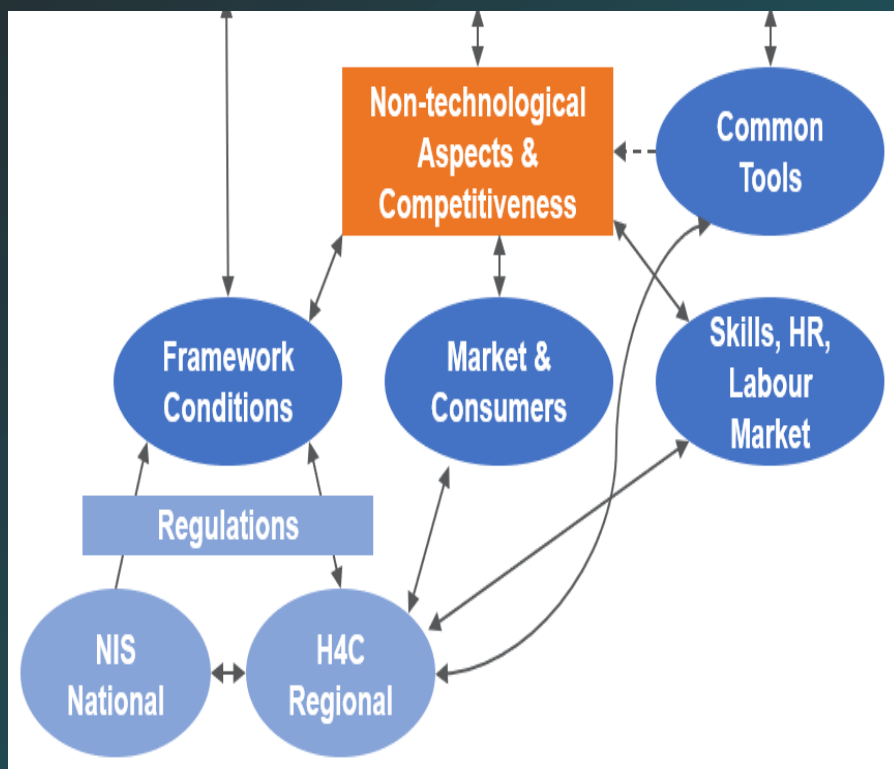 Non-technological
Aspects &
Competitiveness
Common
Tools
Framework
Conditions
Market &
Consumers
Skills, HR,
Labour
Market
Regulations
NIS
National
H4C
Regional